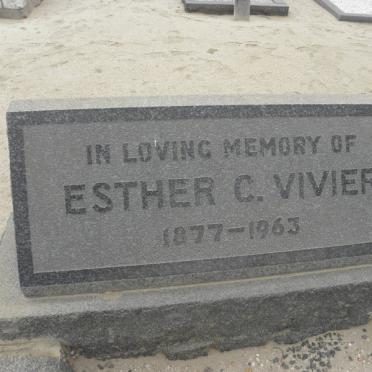 IN LOVING MEMORY OF
ESTHER C. VIVIER
1877-1963